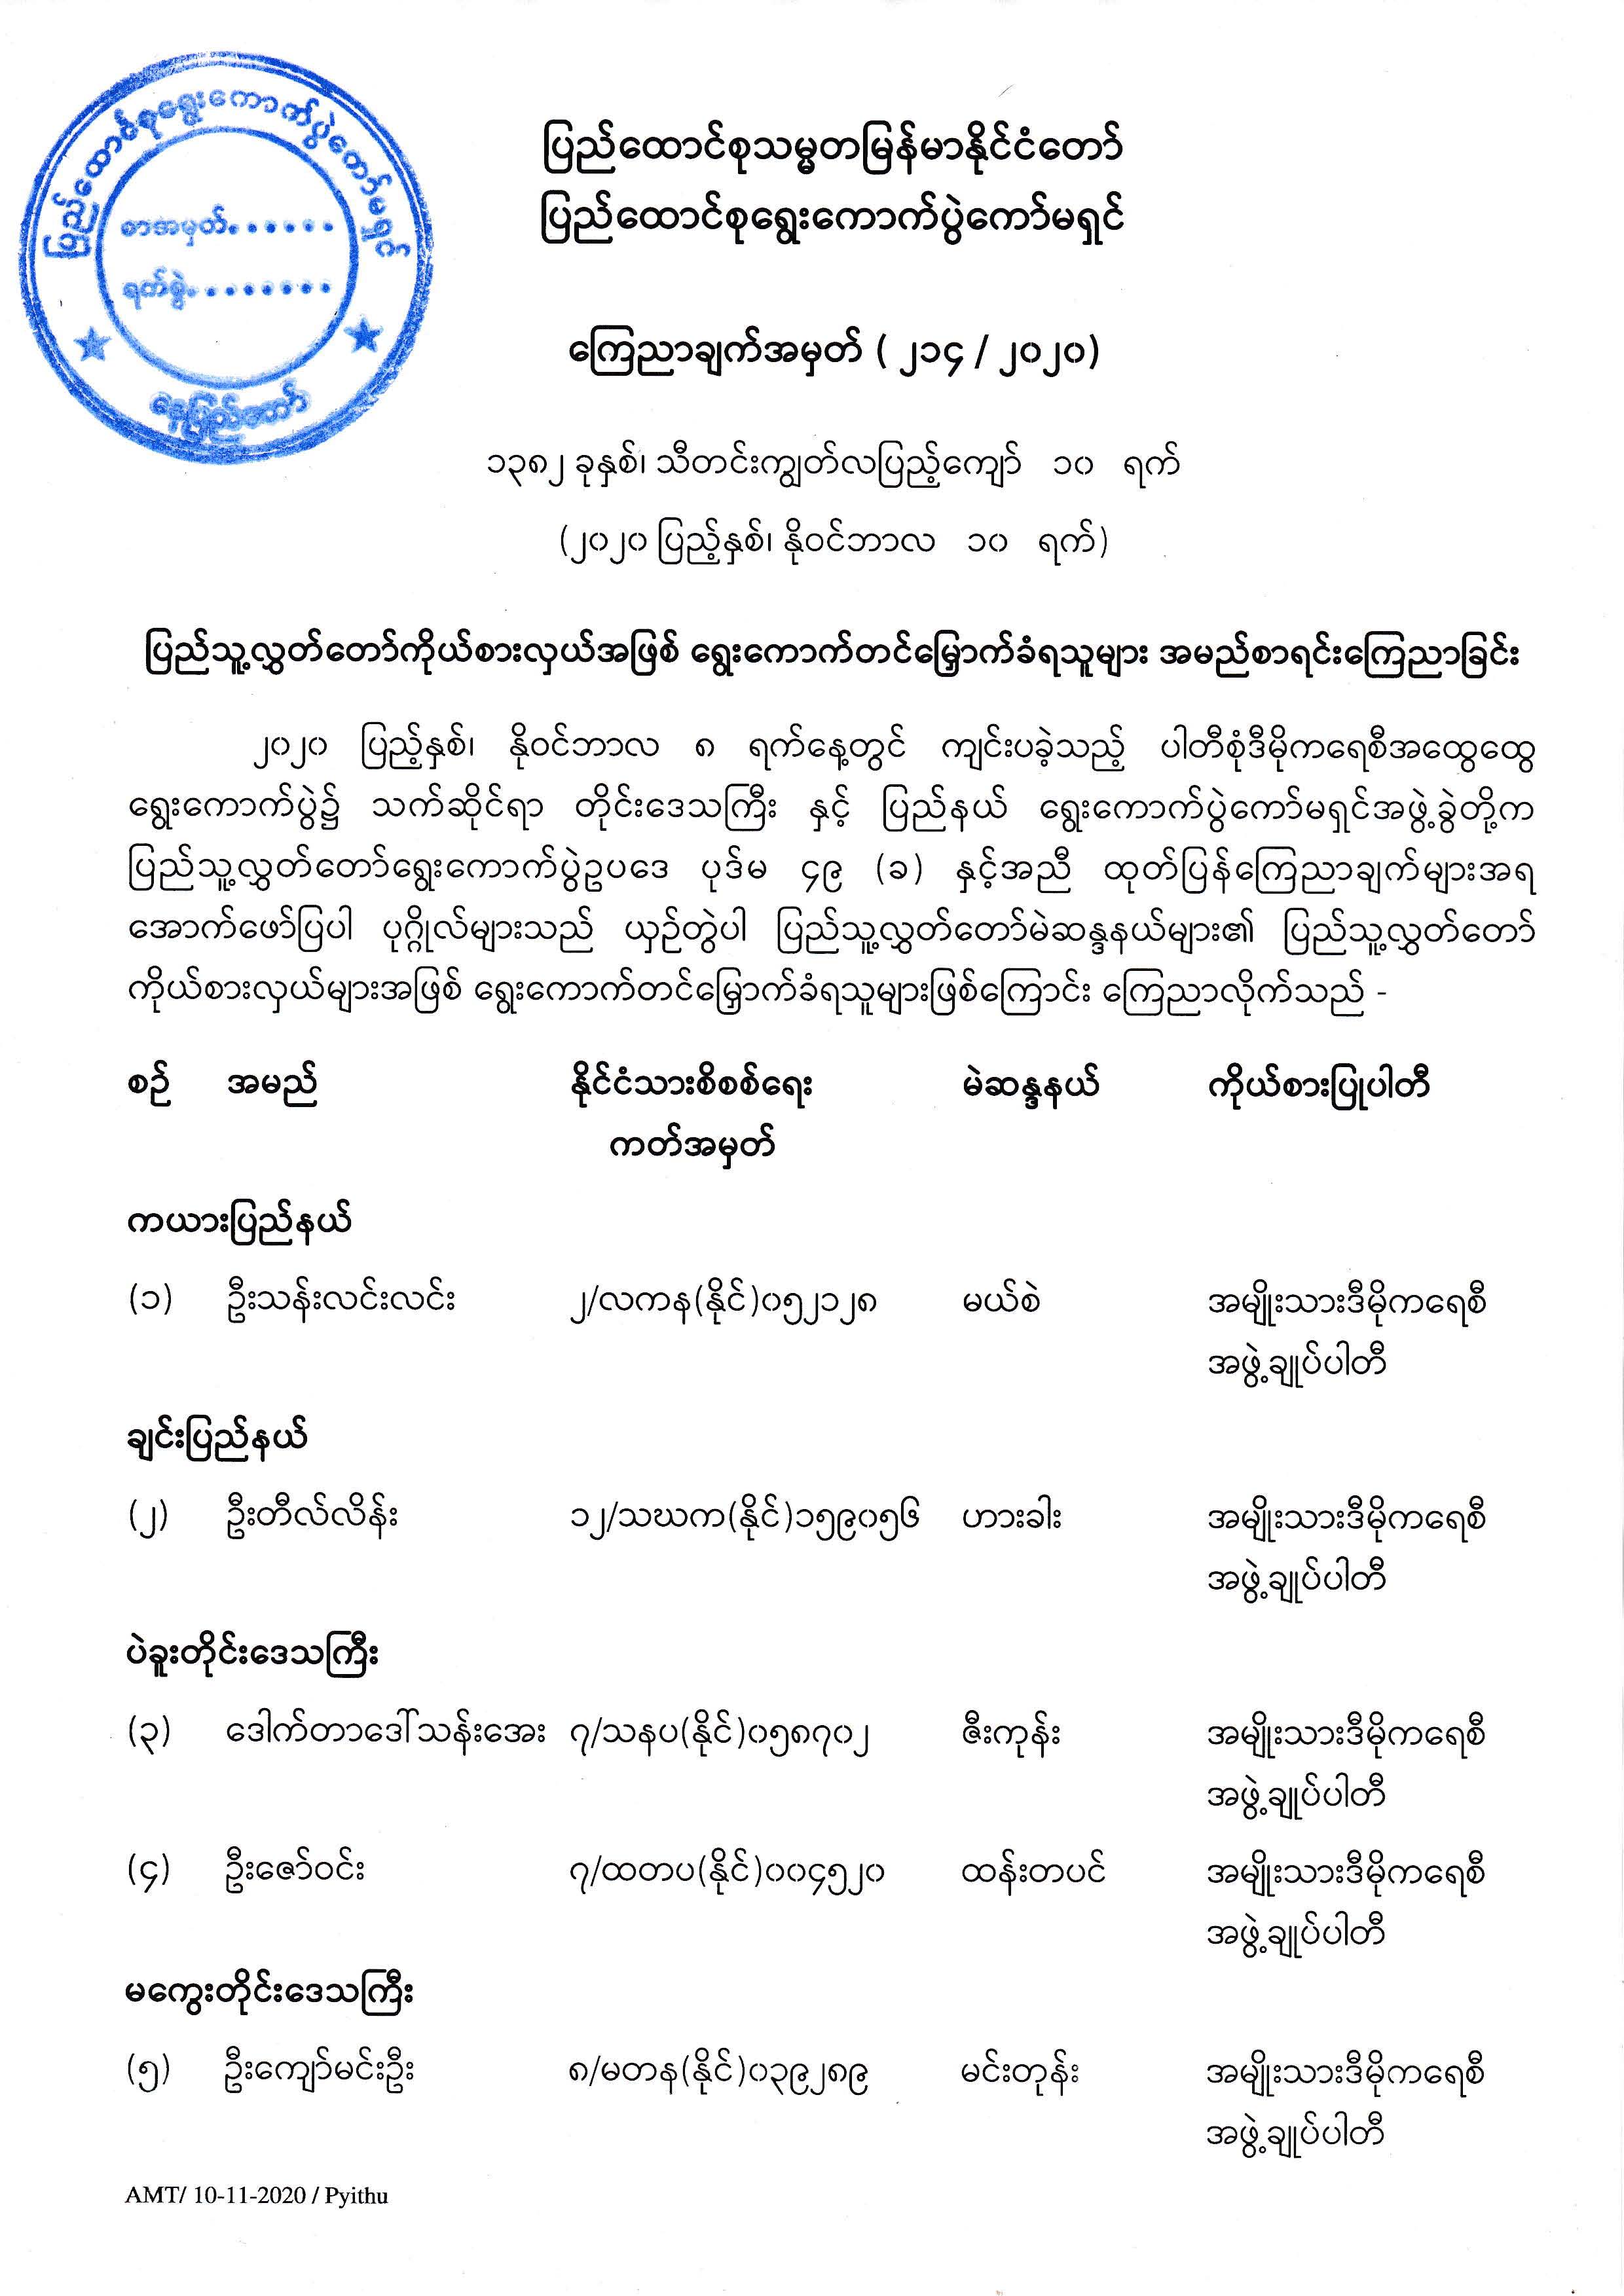 ပြည်ထောင်စုရွေးကောက်ပွဲကော်မရှင်
စာအမှတ်......
ရက်စွဲ.........
နေပြည်တော်
ပြည်ထောင်စုသမ္မတမြန်မာနိုင်ငံတော်
ပြည်ထောင်စုရွေးကောက်ပွဲကော်မရှင်
ကြေညာချက်အမှတ် ( ၂၁၄ / ၂၀၂၀)
၁၃၈၂ ခုနှစ်၊ သီတင်းကျွတ်လပြည့်ကျော် ၁၀ ရက်
(၂၀၂၀ ပြည့်နှစ်၊ နိုဝင်ဘာလ ၁၀ ရက်)
ပြည်သူ့လွှတ်တော်ကိုယ်စားလှယ်အဖြစ် ရွေးကောက်တင်မြှောက်ခံရသူများ အမည်စာရင်းကြေညာခြင်း
၂၀၂၀ ပြည့်နှစ်၊ နိုဝင်ဘာလ ၈ ရက်နေ့တွင် ကျင်းပခဲ့သည့် ပါတီစုံဒီမိုကရေစီအထွေထွေ
ရွေးကောက်ပွဲ၌ သက်ဆိုင်ရာ တိုင်းဒေသကြီး နှင့် ပြည်နယ် ရွေးကောက်ပွဲကော်မရှင်အဖွဲ့ခွဲတို့က
ပြည်သူ့လွှတ်တော်ရွေးကောက်ပွဲဥပဒေ ပုဒ်မ ၄၉ (ခ) နှင့်အညီ ထုတ်ပြန်ကြေညာချက်များအရ
အောက်ဖော်ပြပါ ပုဂ္ဂိုလ်များသည် ယှဉ်တွဲပါ ပြည်သူ့လွှတ်တော်မဲဆန္ဒနယ်များ၏ ပြည်သူ့လွှတ်တော်
ကိုယ်စားလှယ်များအဖြစ် ရွေးကောက်တင်မြှောက်ခံရသူများဖြစ်ကြောင်း ကြေညာလိုက်သည် -
စဉ် အမည် နိုင်ငံသားစိစစ်ရေး မဲဆန္ဒနယ် ကိုယ်စားပြုပါတီ
ကတ်အမှတ်
ကယားပြည်နယ်
(၁) ဦးသန်းလင်းလင်း ၂/လကန(နိုင်)၀၅၂၁၂၈ မယ်စဲ့ အမျိုးသားဒီမိုကရေစီ
အဖွဲ့ချုပ်ပါတီ
ချင်းပြည်နယ်
(၂) ဦးတီလ်လိန်း ၁၂/သဃက(နိုင်)၁၅၉၀၅၆ ဟားခါး အမျိုးသားဒီမိုကရေစီ
အဖွဲ့ချုပ်ပါတီ
ပဲခူးတိုင်းဒေသကြီး
(၃) ဒေါက်တာဒေါ်သန်းအေး ၇/သနပ(နိုင်)၀၅၈၇၀၂ ဇီးကုန်း အမျိုးသားဒီမိုကရေစီ
အဖွဲ့ချုပ်ပါတီ
(၄) ဦးဇော်ဝင်း ၇/ထတပ(နိုင်)၀၀၄၅၂၀ ထန်းတပင် အမျိုးသားဒီမိုကရေစီ
အဖွဲ့ချုပ်ပါတီ
မကွေးတိုင်းဒေသကြီး
(၅) ဦးကျော်မင်းဦး ၈/မတန(နိုင်)၀၃၉၂၈၉ မင်းတုန်း အမျိုးသားဒီမိုကရေစီ
အဖွဲ့ချုပ်ပါတီ
AMT/ 10-11-2020 / Pyithu